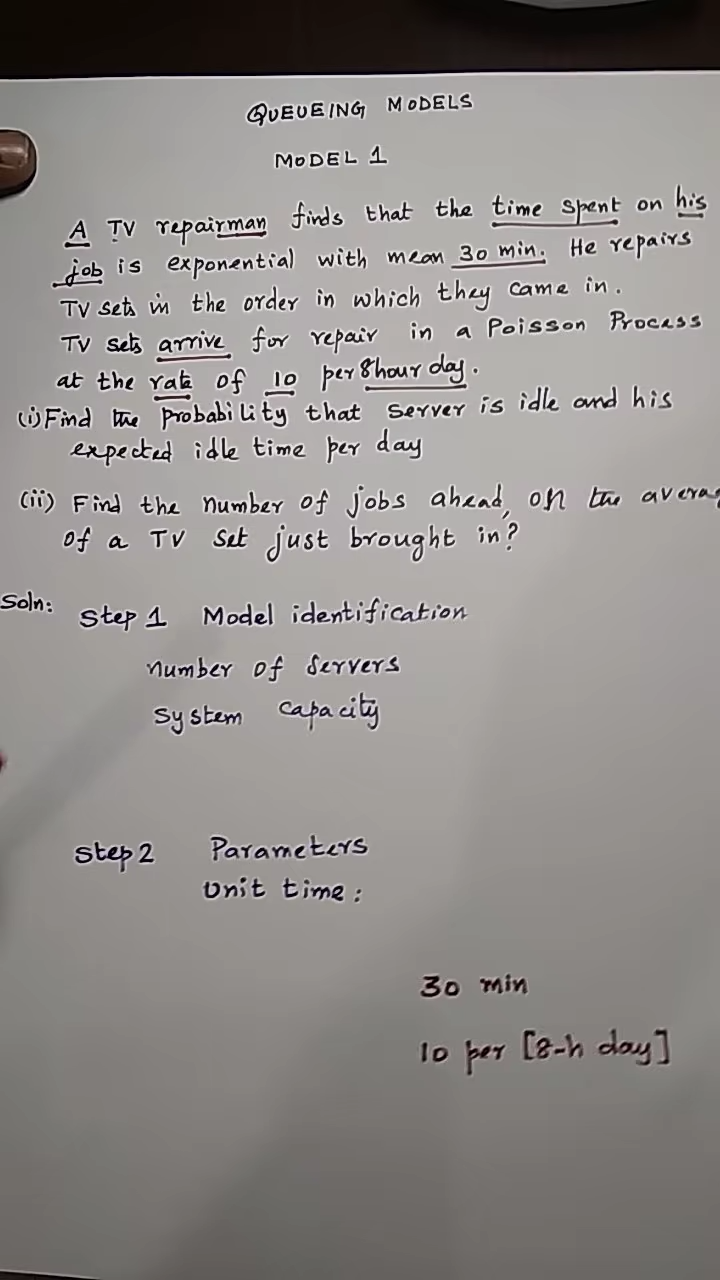 QUEUEING MODELS
MODEL 1
A TV repairman finds that the time spent on his
job is exponential with mean 30 min. He repairs
TV sets in the order in which they came in.
TV sets arrive for repair in a Poisson Process
at the rate of 10 per 8hour day.
(i) Find the probability that server is idle and his
expected idle time per day
(ii) Find the number of jobs ahead, on the averag
of a TV set just brought in?
Soln: Step 1 Model identification
number of servers
system capacity
Step 2 Parameters
Unit time:
30 min
10 per [8-h day]